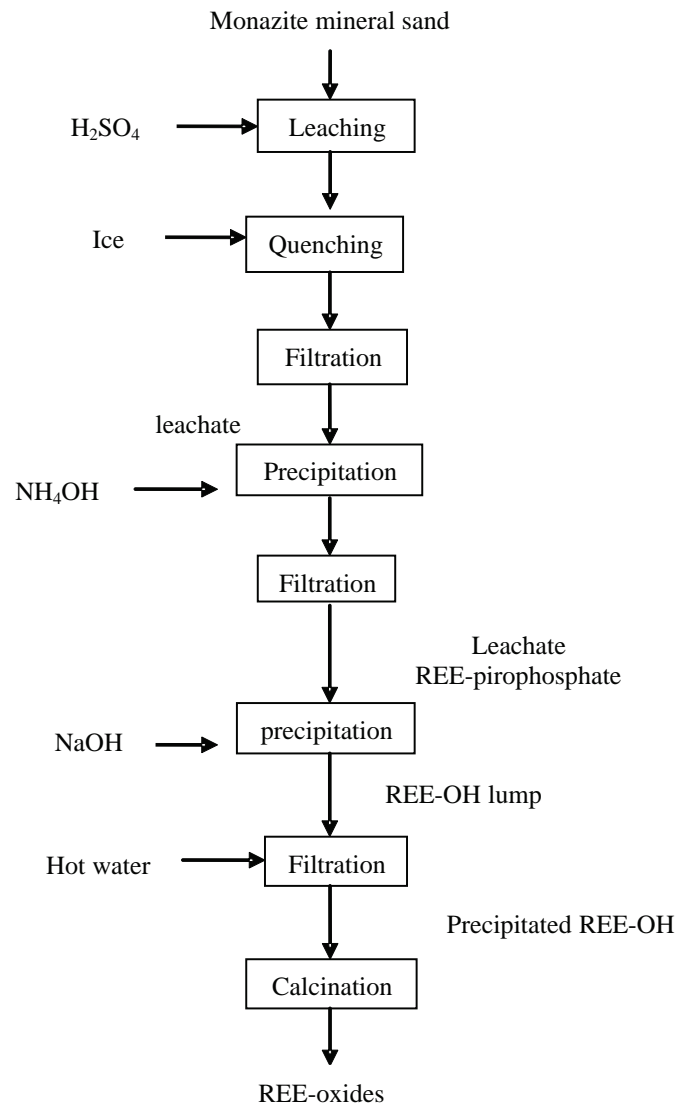 Monazite mineral sand
H₂SO₄
Leaching
Ice
Quenching
Filtration
leachate
Precipitation
NH₄OH
Filtration
Leachate
REE-pirophosphate
NaOH
precipitation
REE-OH lump
Hot water
Filtration
Precipitated REE-OH
Calcination
REE-oxides